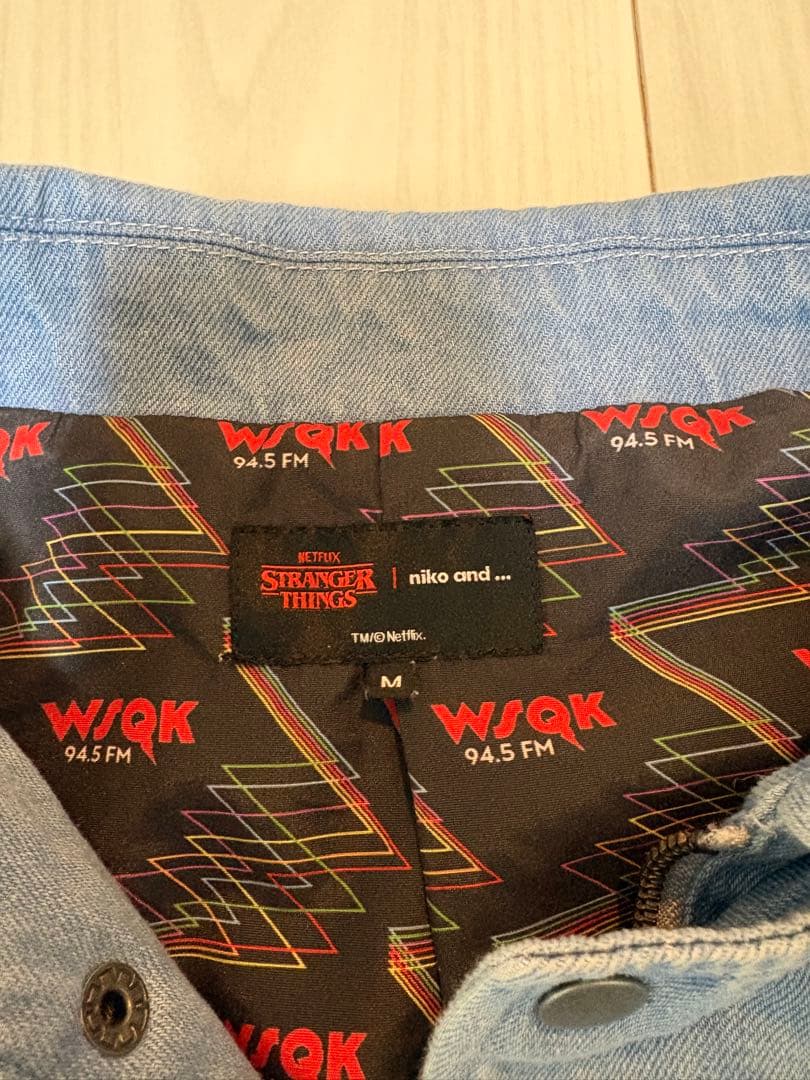 WSQK
94.5 FM
K
WSQK
94.5 FM
NETFLIX
STRANGER
THINGS
niko and ...
TM/© Netflix.
M
WSQK
94.5 FM
WSQK
94.5 FM
WSQK